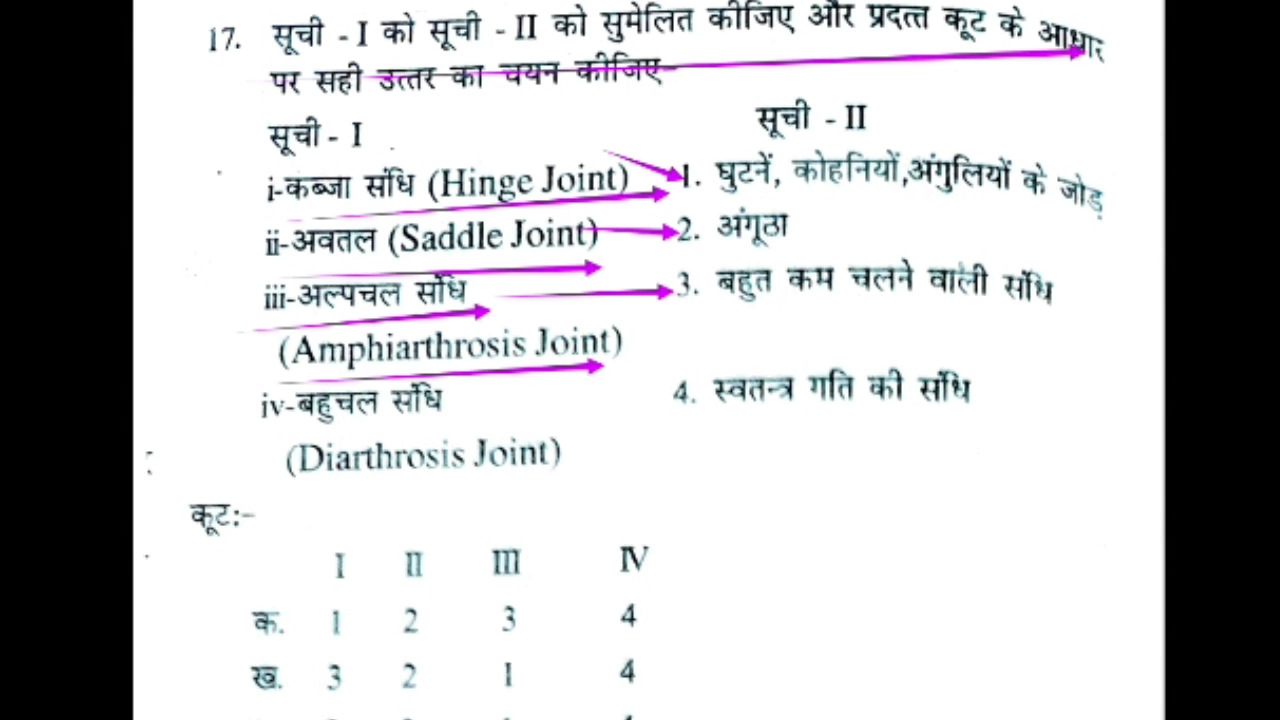 17. सूची - I को सूची - II को सुमेलित कीजिए और प्रदत्त कूट के आधार
पर सही उत्तर का चयन कीजिए-
सूची - I सूची - II
i-कब्जा संधि (Hinge Joint) 1. घुटनें, कोहनियों,अंगुलियों के जोड़
ii-अवतल (Saddle Joint) 2. अंगूठा
iii-अल्पचल संधि 3. बहुत कम चलने वाली संधि
(Amphiarthrosis Joint)
iv-बहुचल संधि 4. स्वतन्त्र गति की संधि
(Diarthrosis Joint)
कूट:-
I II III IV
क. 1 2 3 4
ख. 3 2 1 4